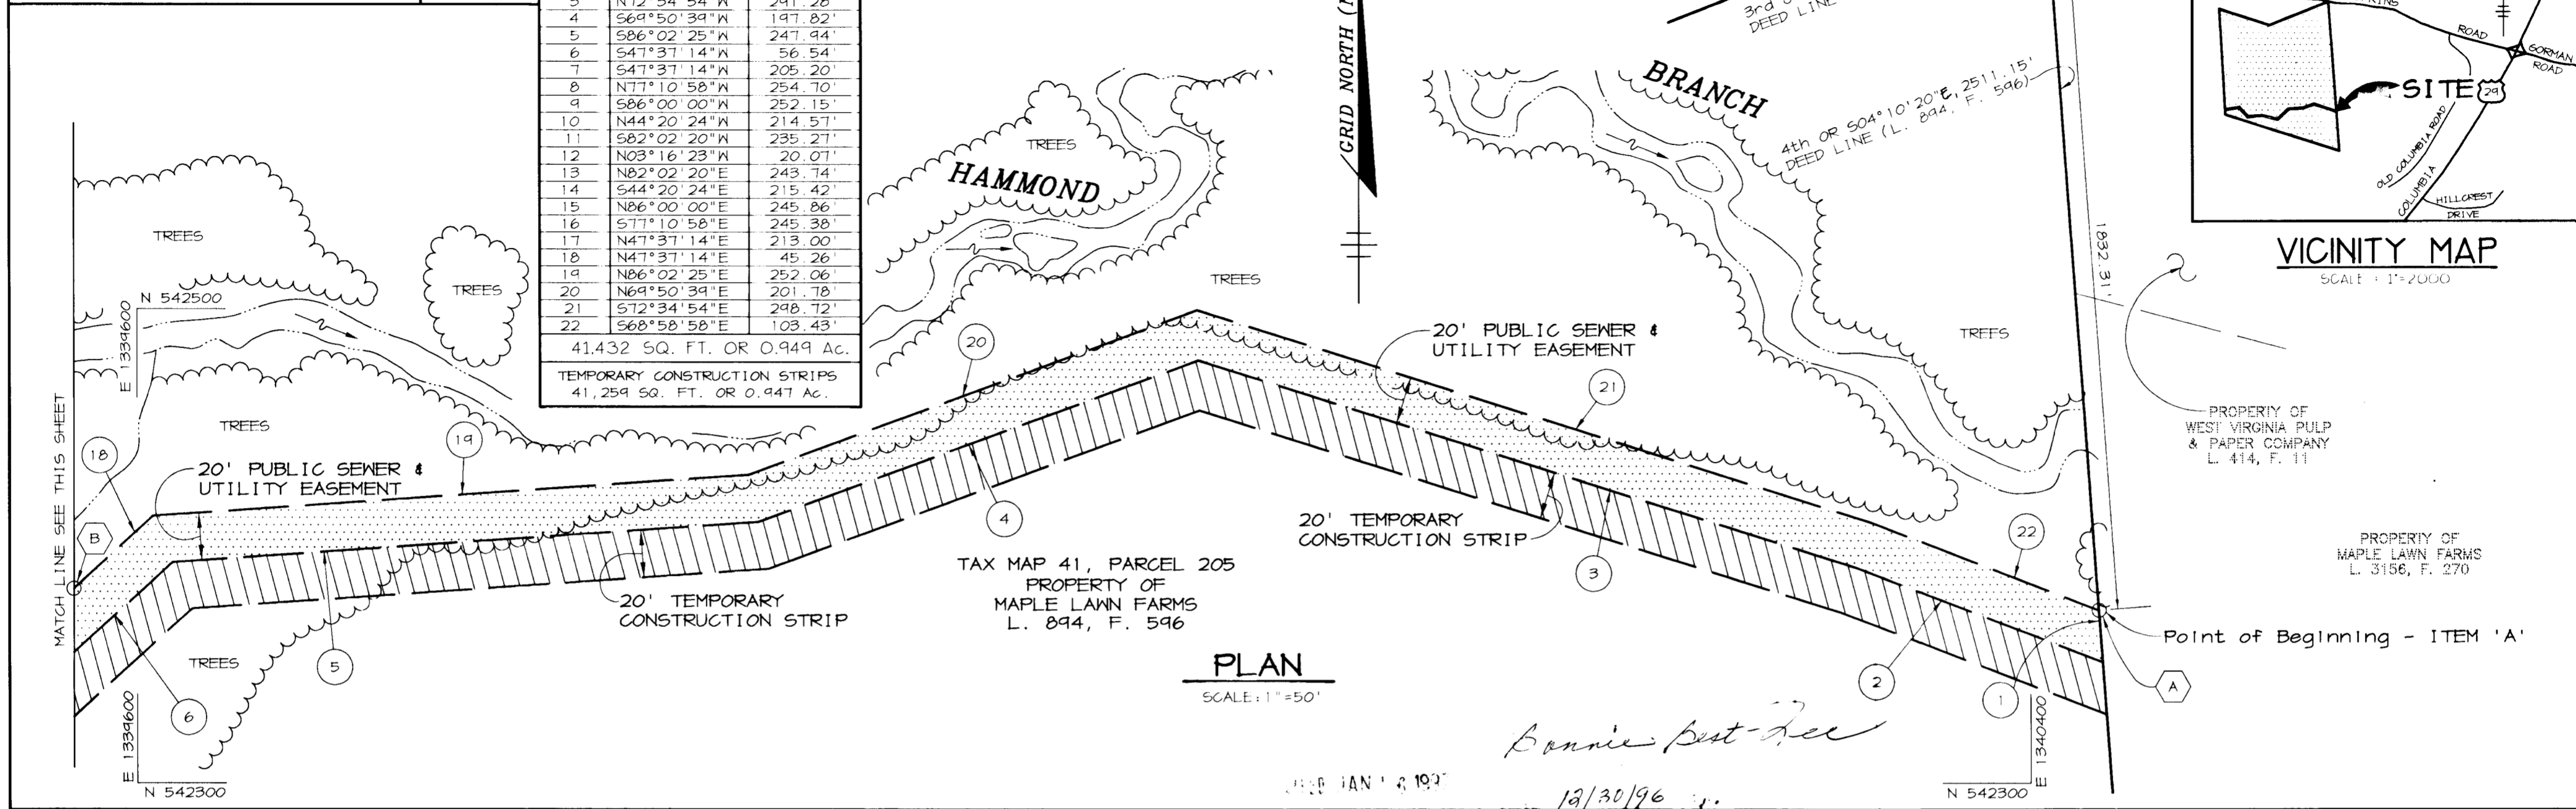 4 S69°50'39"W 197.82'
5 S86°02'25"W 247.94'
6 S47°37'14"W 56.54'
7 S47°37'14"W 205.20'
8 N77°10'58"W 254.70'
9 S86°00'00"W 252.15'
10 N44°20'24"W 214.57'
11 S82°02'20"W 235.27'
12 N03°16'23"W 20.07'
13 N82°02'20"E 243.74'
14 S44°20'24"E 215.42'
15 N86°00'00"E 245.86'
16 S77°10'58"E 245.38'
17 N47°37'14"E 213.00'
18 N47°37'14"E 45.26'
19 N86°02'25"E 252.06'
20 N69°50'39"E 201.78'
21 S72°34'54"E 298.72'
22 S68°58'58"E 103.43'
41,432 SQ. FT. OR 0.949 Ac.
TEMPORARY CONSTRUCTION STRIPS
41,259 SQ. FT. OR 0.947 Ac.
GRID NORTH
3rd
DEED LINE
BRANCH
4th OR S04°10'20"E, 2511.15'
DEED LINE (L. 894, F. 596)
HAMMOND
TREES
TREES
TREES
TREES
TREES
TREES
TREES
N 542500
E 1339600
MATCH LINE SEE THIS SHEET
18
B
19
20
21
22
20' PUBLIC SEWER &
UTILITY EASEMENT
20' PUBLIC SEWER &
UTILITY EASEMENT
20' TEMPORARY
CONSTRUCTION STRIP
20' TEMPORARY
CONSTRUCTION STRIP
6
5
4
3
2
1
A
TAX MAP 41, PARCEL 205
PROPERTY OF
MAPLE LAWN FARMS
L. 894, F. 596
Point of Beginning - ITEM 'A'
1832.31'
PROPERTY OF
WEST VIRGINIA PULP
& PAPER COMPANY
L. 414, F. 11
PROPERTY OF
MAPLE LAWN FARMS
L. 3156, F. 270
ROAD
GORMAN
ROAD
SITE
29
OLD COLUMBIA ROAD
COLUMBIA
HILLCREST
DRIVE
VICINITY MAP
SCALE : 1"=2000
PLAN
SCALE: 1"=50'
E 1339600
N 542300
E 1340400
N 542300
Bonnie Best-Lee
12/30/96